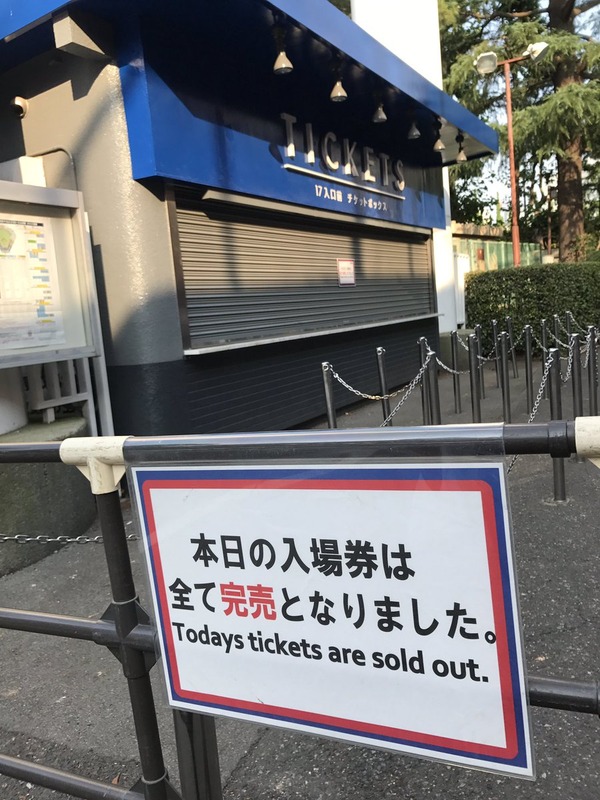 TICKETS
17入口前 チケットボックス
本日の入場券は
全て完売となりました。
Todays tickets are sold out.